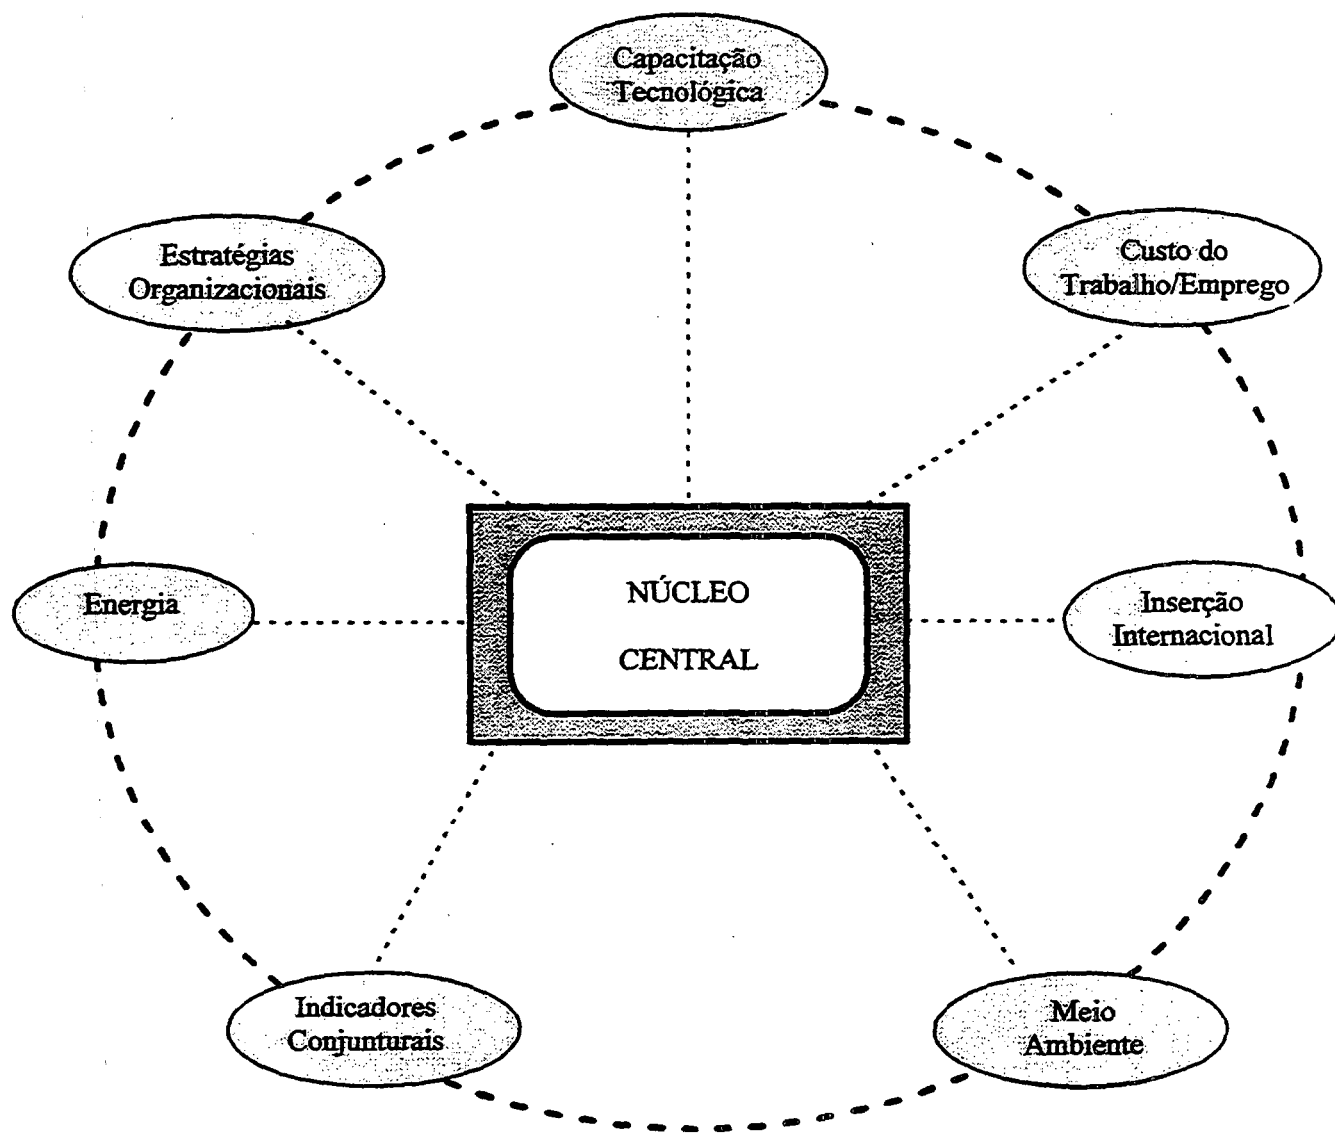 Capacitação
Tecnológica
Estratégias
Organizacionais
Custo do
Trabalho/Emprego
Energia
NÚCLEO
CENTRAL
Inserção
Internacional
Indicadores
Conjunturais
Meio
Ambiente